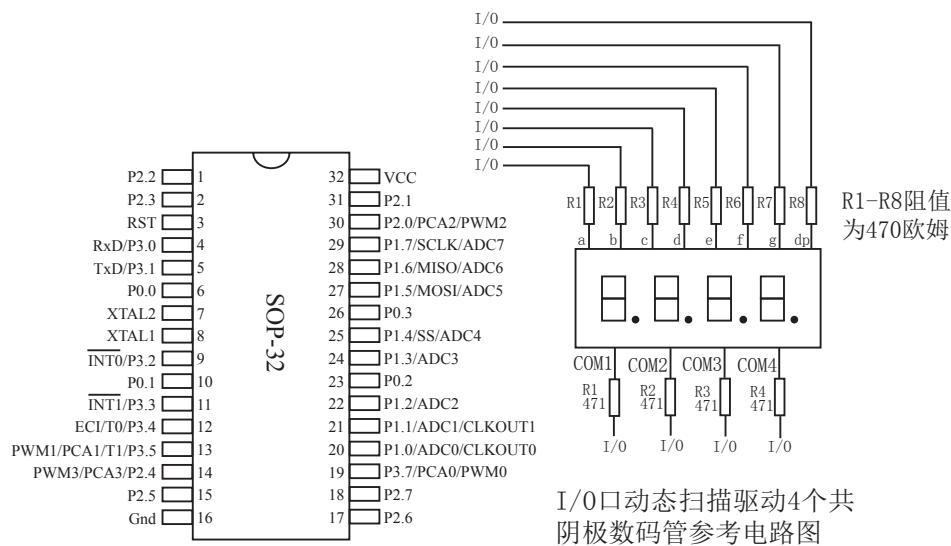 I/O
I/O
I/O
I/O
I/O
I/O
I/O
I/O
P2.2 1
P2.3 2
RST 3
RxD/P3.0 4
TxD/P3.1 5
P0.0 6
XTAL2 7
XTAL1 8
INT0/P3.2 9
P0.1 10
INT1/P3.3 11
ECI/T0/P3.4 12
PWM1/PCA1/T1/P3.5 13
PWM3/PCA3/P2.4 14
P2.5 15
Gnd 16
SOP-32
32 VCC
31 P2.1
30 P2.0/PCA2/PWM2
29 P1.7/SCLK/ADC7
28 P1.6/MISO/ADC6
27 P1.5/MOSI/ADC5
26 P0.3
25 P1.4/SS/ADC4
24 P1.3/ADC3
23 P0.2
22 P1.2/ADC2
21 P1.1/ADC1/CLKOUT1
20 P1.0/ADC0/CLKOUT0
19 P3.7/PCA0/PWM0
18 P2.7
17 P2.6
R1 R2 R3 R4 R5 R6 R7 R8
a b c d e f g dp
R1-R8阻值
为470欧姆
COM1 COM2 COM3 COM4
R1 R2 R3 R4
471 471 471 471
I/O I/O I/O I/O
I/O口动态扫描驱动4个共
阴极数码管参考电路图